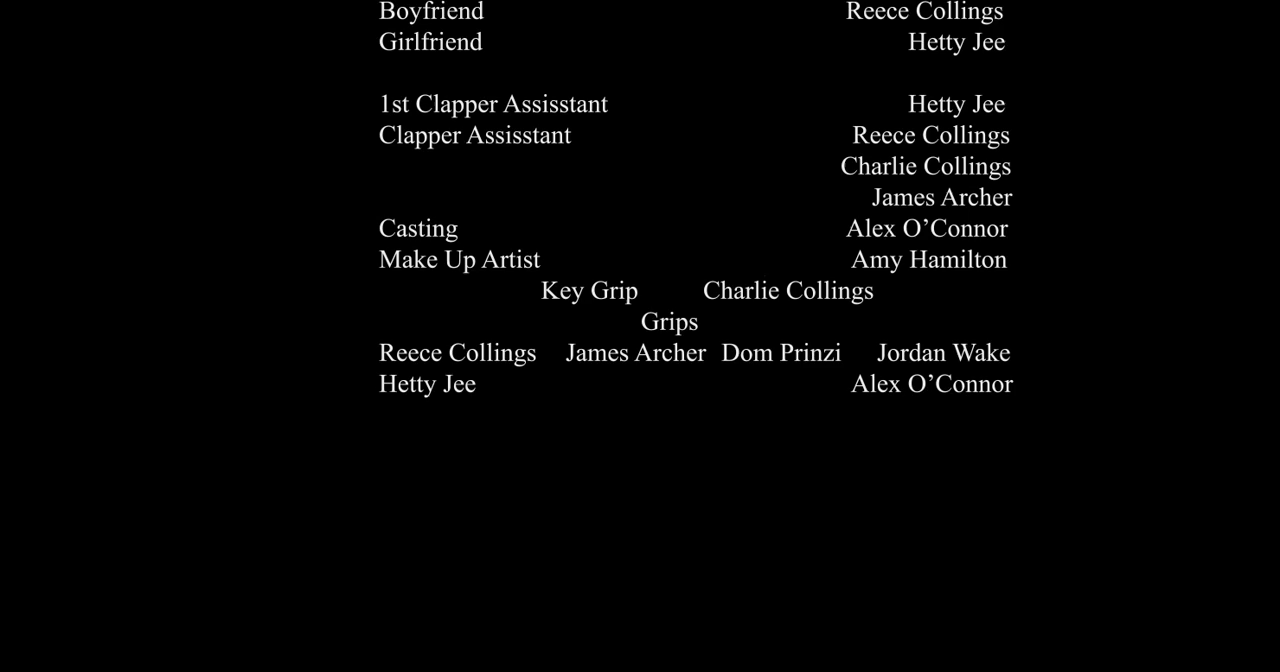 Boyfriend Reece Collings
Girlfriend Hetty Jee
1st Clapper Assisstant Hetty Jee
Clapper Assisstant Reece Collings
Charlie Collings
James Archer
Casting Alex O’Connor
Make Up Artist Amy Hamilton
Key Grip Charlie Collings
Grips
Reece Collings James Archer Dom Prinzi Jordan Wake
Hetty Jee Alex O’Connor